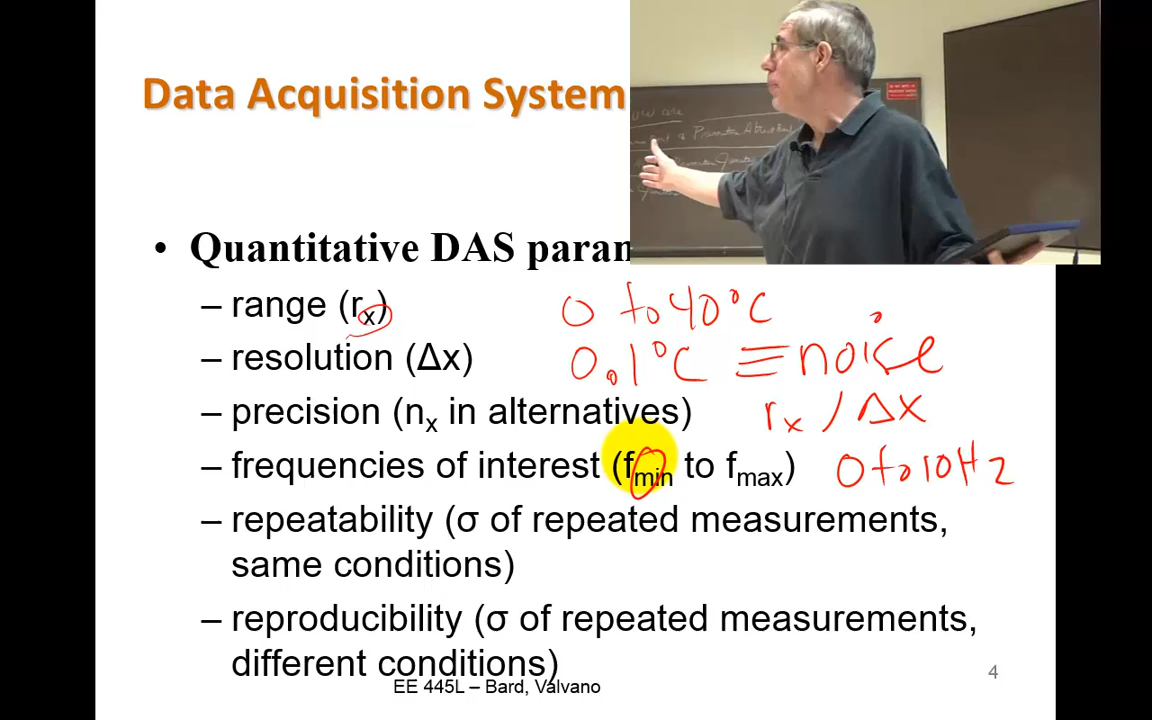 Data Acquisition System
• Quantitative DAS param
– range (rx) 0 to 40°C
– resolution (Δx) 0.1°C ≡ noise
– precision (nx in alternatives) rx / Δx
– frequencies of interest (fmin to fmax) 0 to 10Hz
– repeatability (σ of repeated measurements,
same conditions)
– reproducibility (σ of repeated measurements,
different conditions)
EE 445L – Bard, Valvano
4